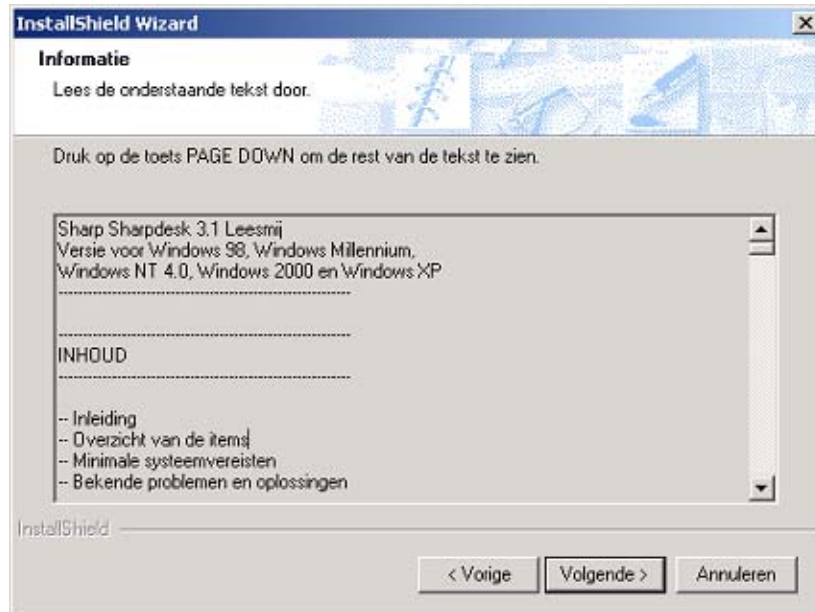 InstallShield Wizard
Informatie
Lees de onderstaande tekst door.
Druk op de toets PAGE DOWN om de rest van de tekst te zien.
Sharp Sharpdesk 3.1 Leesmij
Versie voor Windows 98, Windows Millennium,
Windows NT 4.0, Windows 2000 en Windows XP
------------------------------------------------------------
------------------------------------------------------------
INHOUD
------------------------------------------------------------
-- Inleiding
-- Overzicht van de items
-- Minimale systeemvereisten
-- Bekende problemen en oplossingen
InstallShield
< Vorige
Volgende >
Annuleren